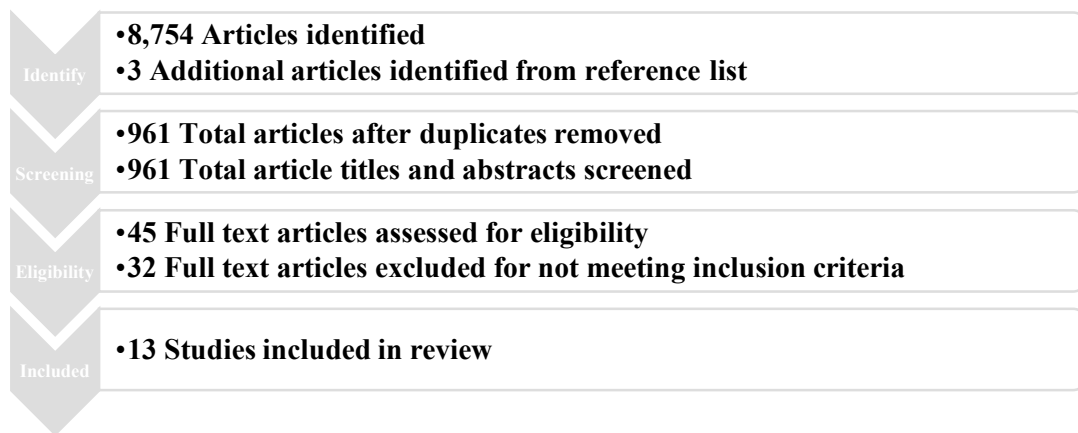 Identify
•8,754 Articles identified
•3 Additional articles identified from reference list
Screening
•961 Total articles after duplicates removed
•961 Total article titles and abstracts screened
Eligibility
•45 Full text articles assessed for eligibility
•32 Full text articles excluded for not meeting inclusion criteria
Included
•13 Studies included in review